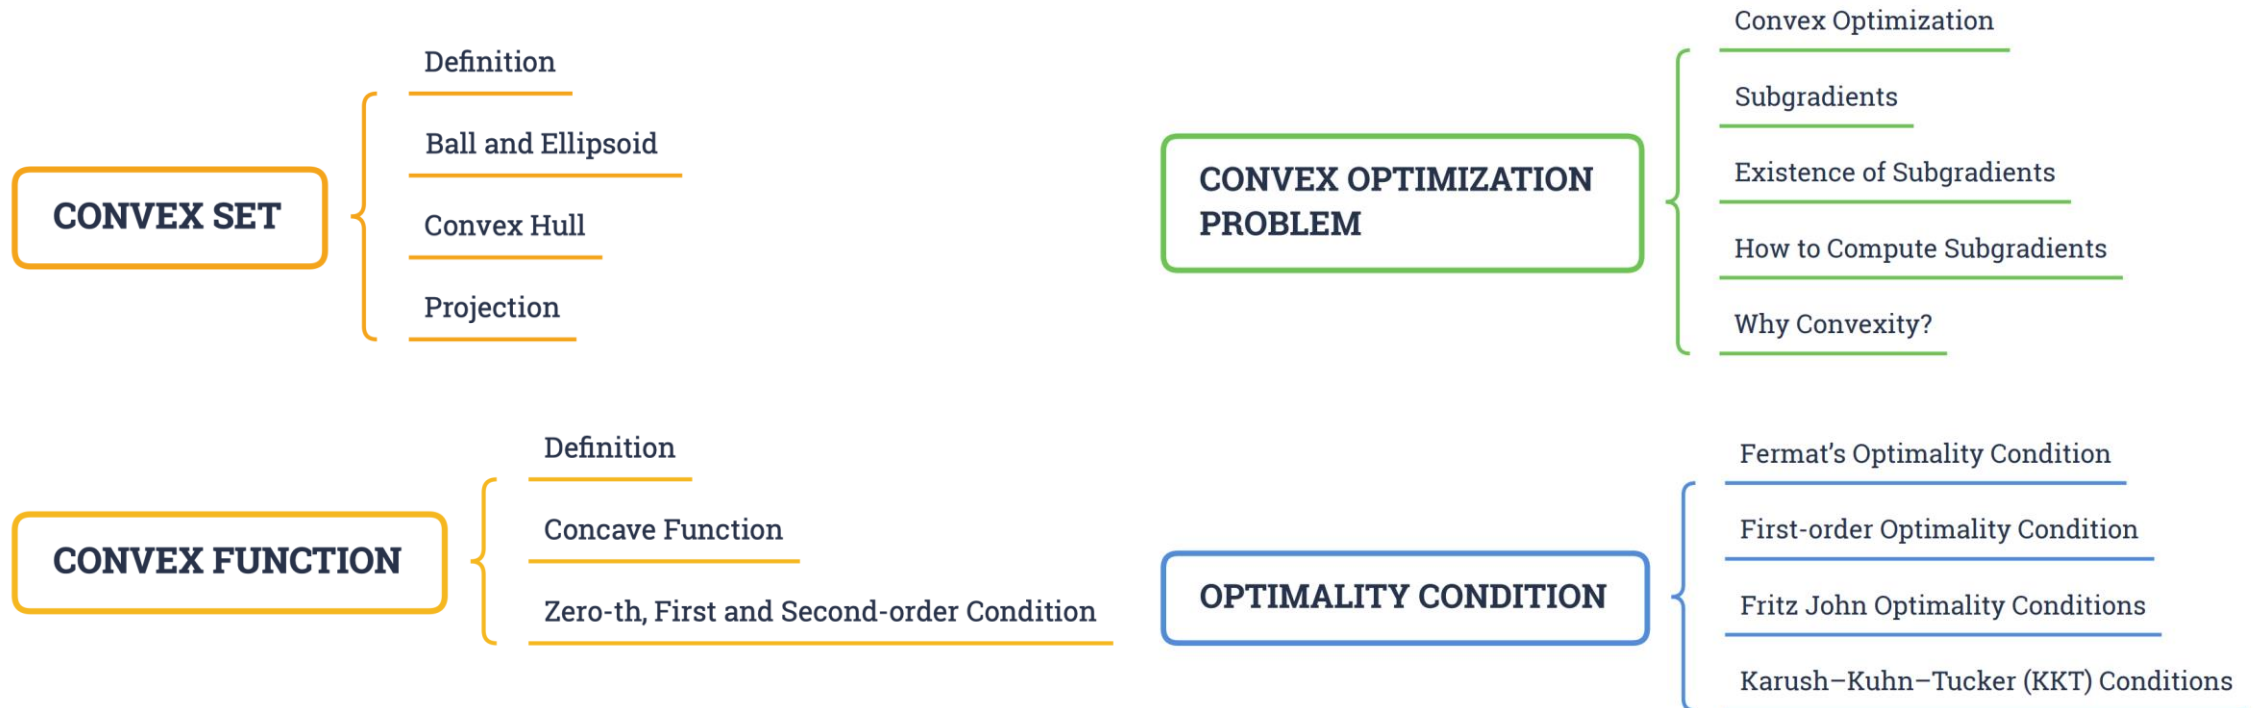 CONVEX SET
Definition
Ball and Ellipsoid
Convex Hull
Projection
CONVEX FUNCTION
Definition
Concave Function
Zero-th, First and Second-order Condition
CONVEX OPTIMIZATION
PROBLEM
Convex Optimization
Subgradients
Existence of Subgradients
How to Compute Subgradients
Why Convexity?
OPTIMALITY CONDITION
Fermat’s Optimality Condition
First-order Optimality Condition
Fritz John Optimality Conditions
Karush–Kuhn–Tucker (KKT) Conditions